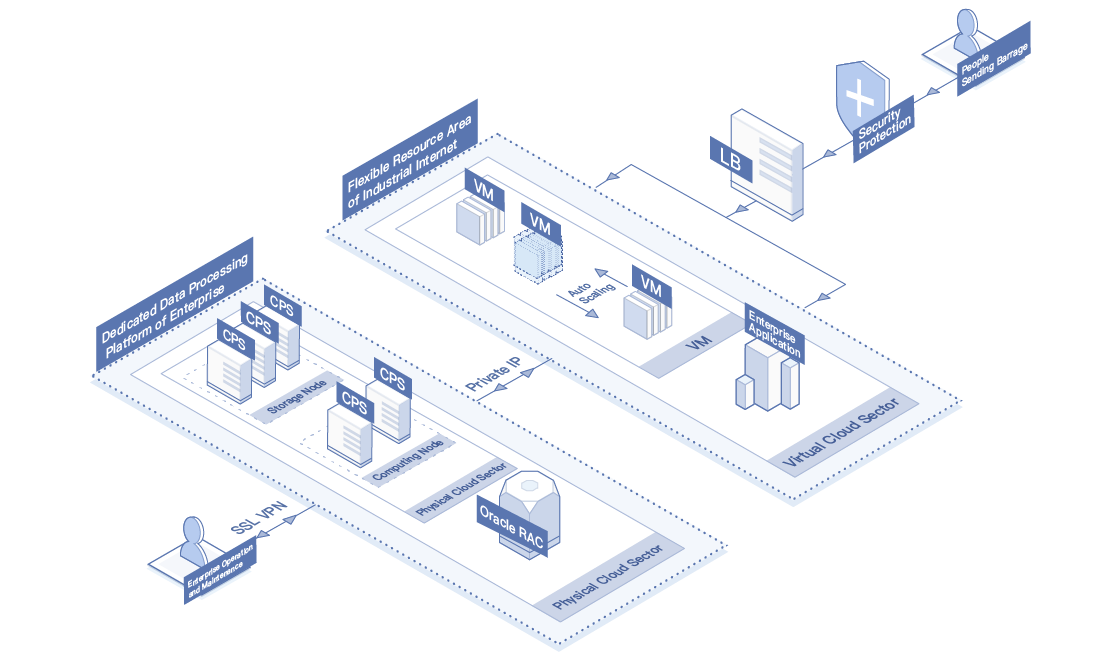 People
Sending Barrage
Security
Protection
LB
Flexible Resource Area
of Industrial Internet
VM
VM
Auto
Scaling
VM
VM
Enterprise
Application
Virtual Cloud Sector
Private IP
Dedicated Data Processing
Platform of Enterprise
CPS
CPS
CPS
Storage Node
CPS
CPS
Computing Node
Physical Cloud Sector
Oracle RAC
Physical Cloud Sector
SSL VPN
Enterprise Operation
and Maintenance